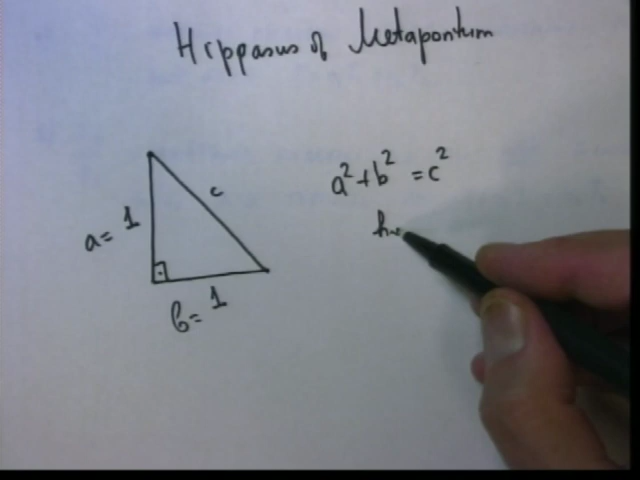 Hippasus of Metapontum
a² + b² = c²
c
a = 1
b = 1